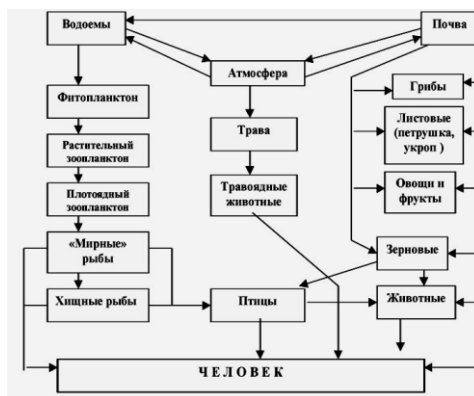 Водоемы
Почва
Атмосфера
Грибы
Фитопланктон
Листовые
(петрушка,
укроп )
Трава
Растительный
зоопланктон
Овощи и
фрукты
Травоядные
животные
Плотоядный
зоопланктон
«Мирные»
рыбы
Зерновые
Хищные рыбы
Птицы
Животные
ЧЕЛОВЕК